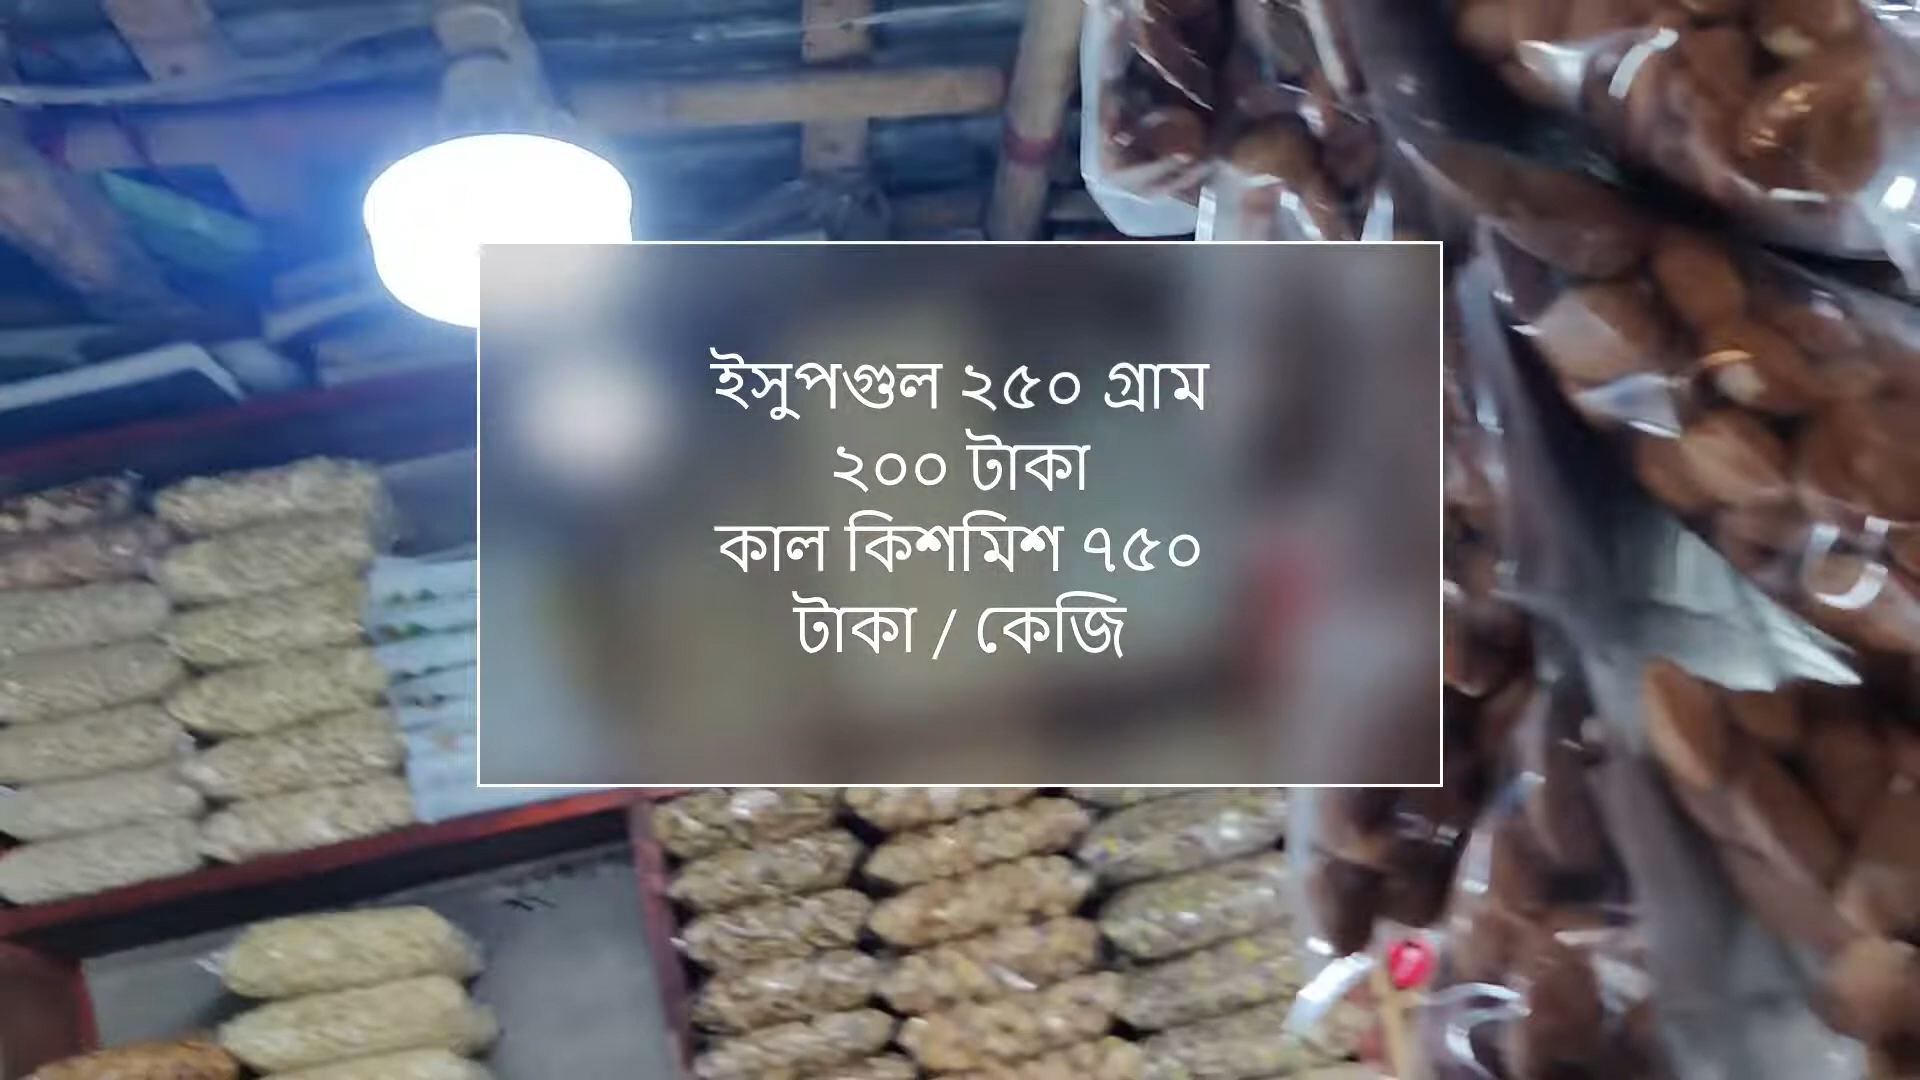 ইসুপগুল ২৫০ গ্রাম
২০০ টাকা
কাল কিশমিশ ৭৫০
টাকা / কেজি